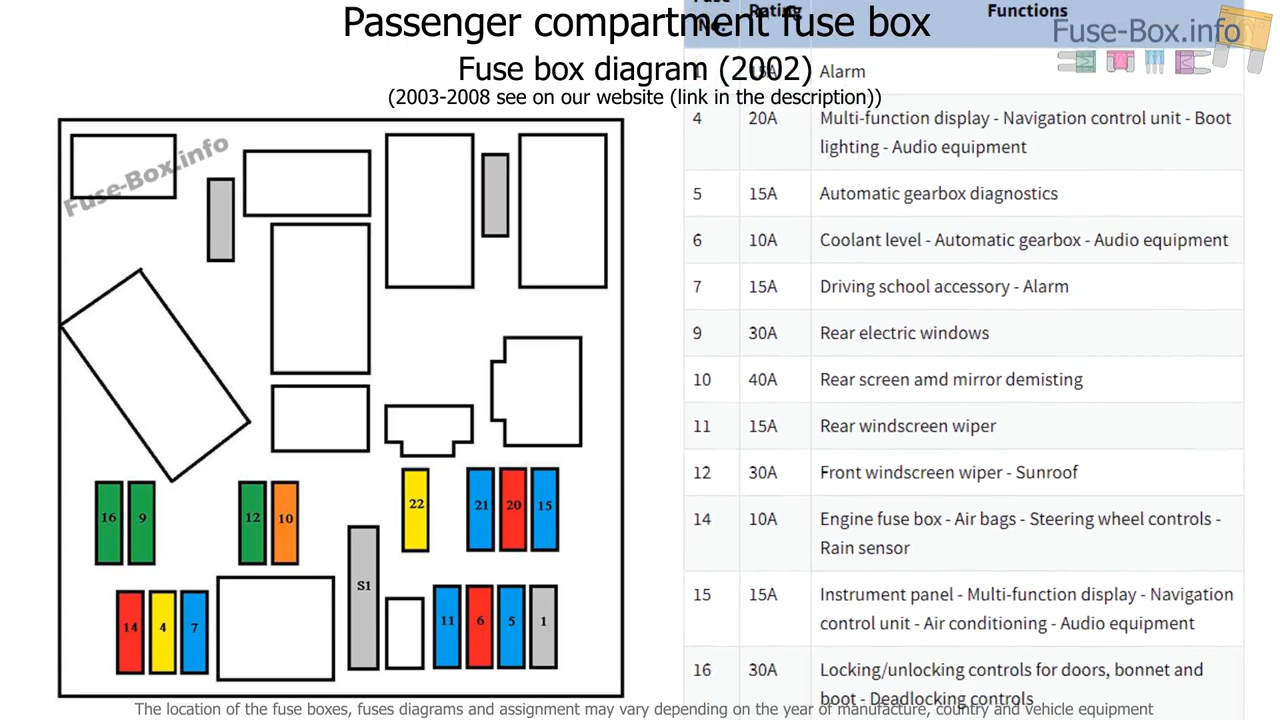 Passenger compartment fuse box
Fuse box diagram (2002)
(2003-2008 see on our website (link in the description))
Fuse-Box.info
Fuse-Box.info
Fuse No. Rating Functions
1 15A Alarm
4 20A Multi-function display - Navigation control unit - Boot
lighting - Audio equipment
5 15A Automatic gearbox diagnostics
6 10A Coolant level - Automatic gearbox - Audio equipment
7 15A Driving school accessory - Alarm
9 30A Rear electric windows
10 40A Rear screen amd mirror demisting
11 15A Rear windscreen wiper
12 30A Front windscreen wiper - Sunroof
14 10A Engine fuse box - Air bags - Steering wheel controls -
Rain sensor
15 15A Instrument panel - Multi-function display - Navigation
control unit - Air conditioning - Audio equipment
16 30A Locking/unlocking controls for doors, bonnet and
boot - Deadlocking controls
16 9 12 10 22 21 20 15
S1
14 4 7 11 6 5 1
The location of the fuse boxes, fuses diagrams and assignment may vary depending on the year of manufacture, country and vehicle equipment